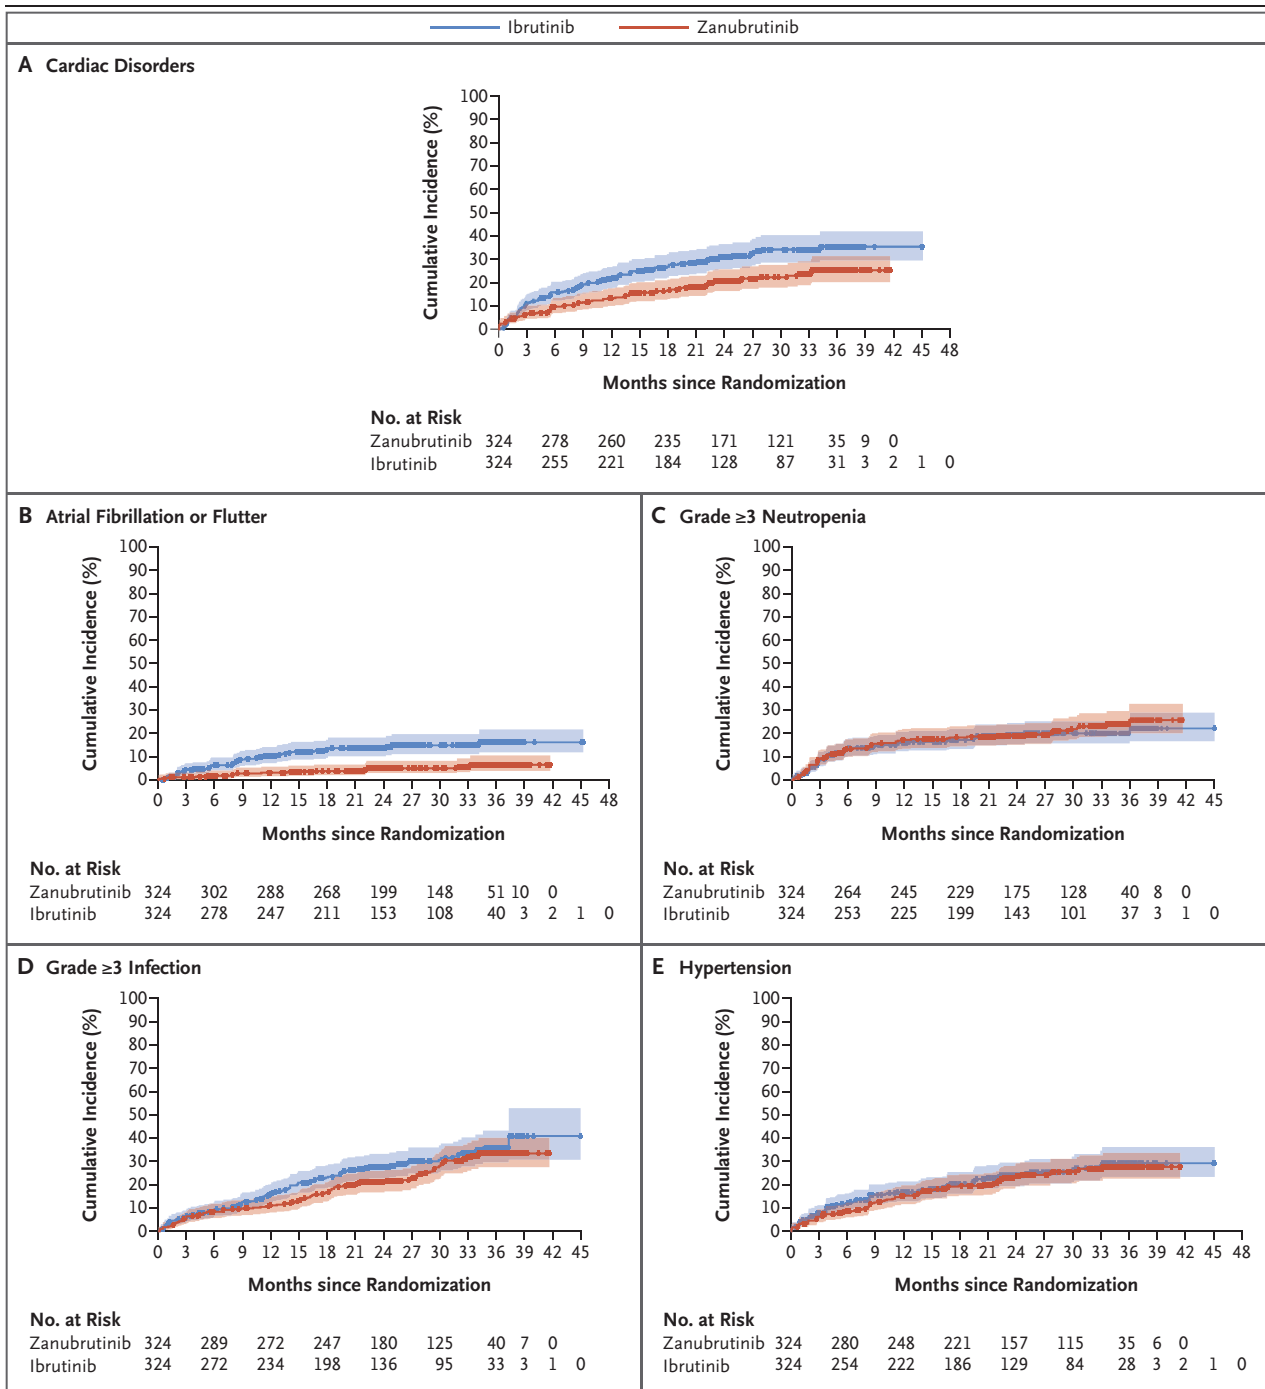 Ibrutinib Zanubrutinib
A Cardiac Disorders
Cumulative Incidence (%)
100
90
80
70
60
50
40
30
20
10
0
0 3 6 9 12 15 18 21 24 27 30 33 36 39 42 45 48
Months since Randomization
No. at Risk
Zanubrutinib 324 278 260 235 171 121 35 9 0
Ibrutinib 324 255 221 184 128 87 31 3 2 1 0
B Atrial Fibrillation or Flutter
Cumulative Incidence (%)
100
90
80
70
60
50
40
30
20
10
0
0 3 6 9 12 15 18 21 24 27 30 33 36 39 42 45 48
Months since Randomization
No. at Risk
Zanubrutinib 324 302 288 268 199 148 51 10 0
Ibrutinib 324 278 247 211 153 108 40 3 2 1 0
C Grade ≥3 Neutropenia
Cumulative Incidence (%)
100
90
80
70
60
50
40
30
20
10
0
0 3 6 9 12 15 18 21 24 27 30 33 36 39 42 45
Months since Randomization
No. at Risk
Zanubrutinib 324 264 245 229 175 128 40 8 0
Ibrutinib 324 253 225 199 143 101 37 3 1 0
D Grade ≥3 Infection
Cumulative Incidence (%)
100
90
80
70
60
50
40
30
20
10
0
0 3 6 9 12 15 18 21 24 27 30 33 36 39 42 45
Months since Randomization
No. at Risk
Zanubrutinib 324 289 272 247 180 125 40 7 0
Ibrutinib 324 272 234 198 136 95 33 3 1 0
E Hypertension
Cumulative Incidence (%)
100
90
80
70
60
50
40
30
20
10
0
0 3 6 9 12 15 18 21 24 27 30 33 36 39 42 45 48
Months since Randomization
No. at Risk
Zanubrutinib 324 280 248 221 157 115 35 6 0
Ibrutinib 324 254 222 186 129 84 28 3 2 1 0